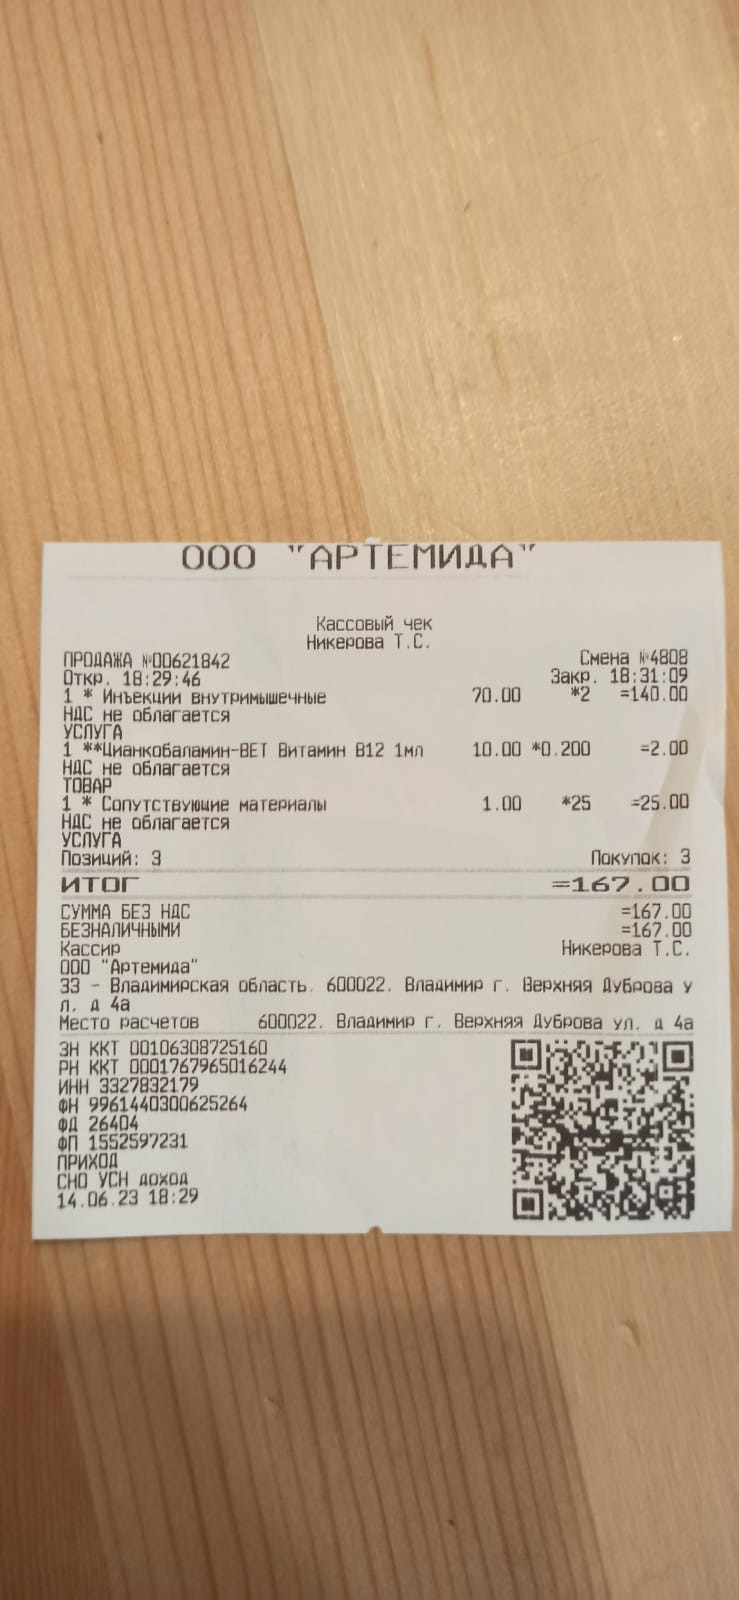 ООО "АРТЕМИДА"
Кассовый чек
Никерова Т.С.
ПРОДАЖА №00621842 Смена №4808
Откр. 18:29:46 Закр. 18:31:09
1 * Инъекции внутримышечные 70.00 *2 =140.00
НДС не облагается
УСЛУГА
1 **Цианкобаламин-ВЕТ Витамин В12 1мл 10.00 *0.200 =2.00
НДС не облагается
ТОВАР
1 * Сопутствующие материалы 1.00 *25 =25.00
НДС не облагается
УСЛУГА
Позиций: 3 Покупок: 3
ИТОГ =167.00
СУММА БЕЗ НДС =167.00
БЕЗНАЛИЧНЫМИ =167.00
Кассир Никерова Т.С.
ООО "Артемида"
33 - Владимирская область. 600022. Владимир г. Верхняя Дуброва у
л. д 4а
Место расчетов 600022. Владимир г. Верхняя Дуброва ул. д 4а
ЗН ККТ 00106308725160
РН ККТ 0001767965016244
ИНН 3327832179
ФН 9961440300625264
ФД 26404
ФП 1552597231
ПРИХОД
СНО УСН доход
14.06.23 18:29